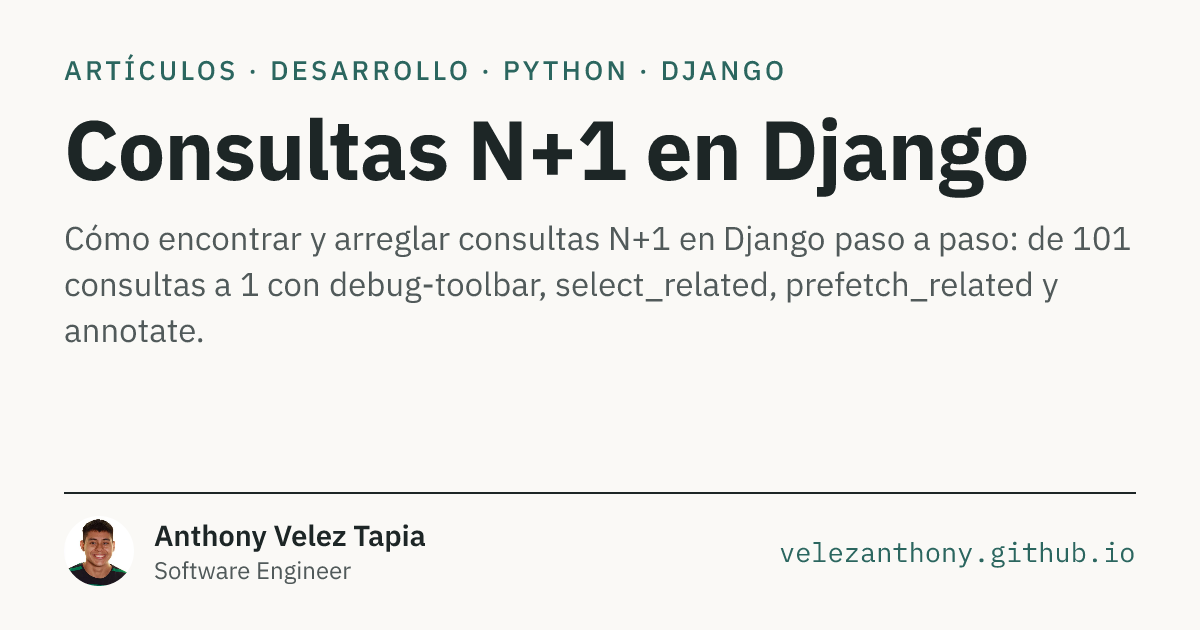 ARTÍCULOS · DESARROLLO · PYTHON · DJANGO
Consultas N+1 en Django
Cómo encontrar y arreglar consultas N+1 en Django paso a paso: de 101
consultas a 1 con debug-toolbar, select_related, prefetch_related y
annotate.
Anthony Velez Tapia
Software Engineer
velezanthony.github.io